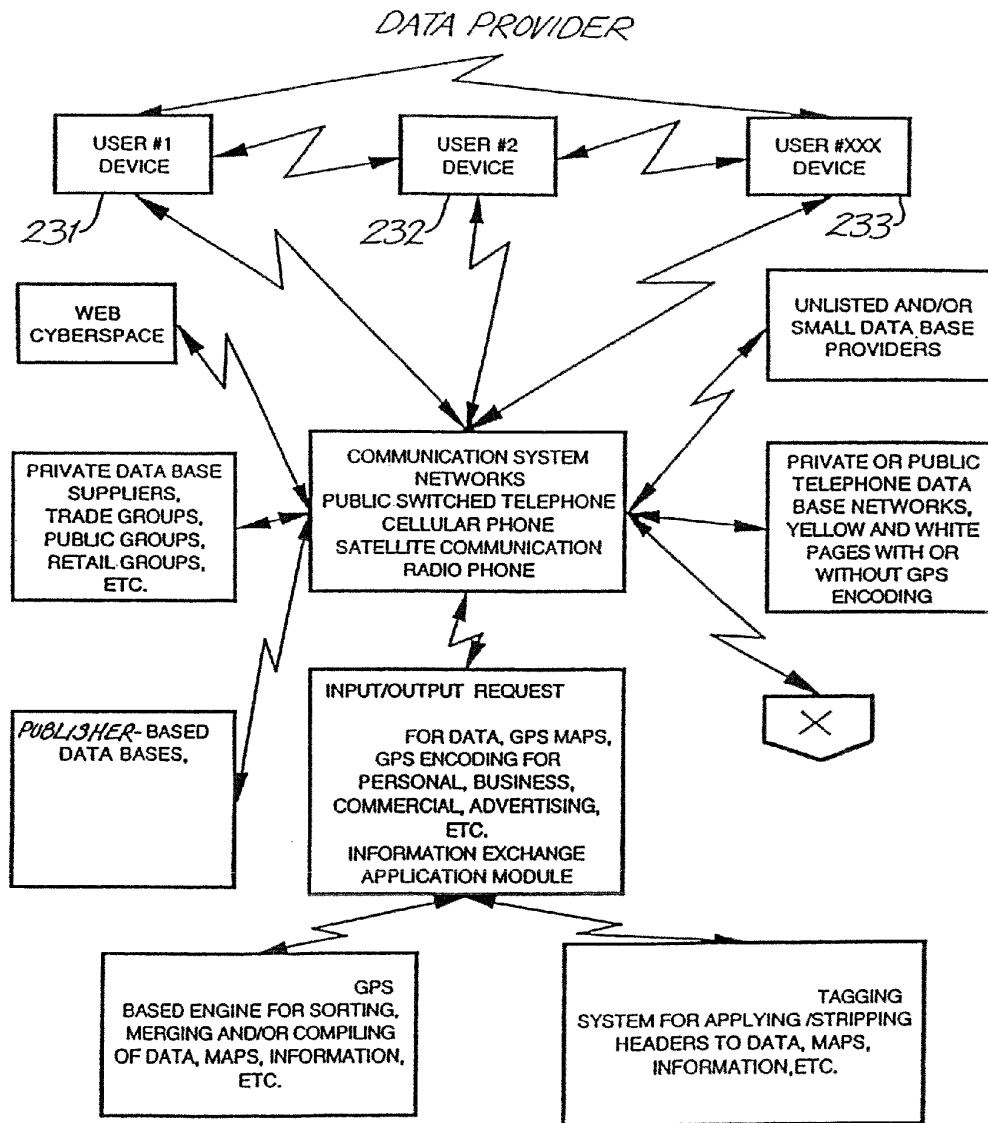 DATA PROVIDER
USER #1
DEVICE
USER #2
DEVICE
USER #XXX
DEVICE
231
232
233
WEB
CYBERSPACE
UNLISTED AND/OR
SMALL DATA BASE
PROVIDERS
PRIVATE DATA BASE
SUPPLIERS,
TRADE GROUPS,
PUBLIC GROUPS,
RETAIL GROUPS,
ETC.
COMMUNICATION SYSTEM
NETWORKS
PUBLIC SWITCHED TELEPHONE
CELLULAR PHONE
SATELLITE COMMUNICATION
RADIO PHONE
PRIVATE OR PUBLIC
TELEPHONE DATA
BASE NETWORKS,
YELLOW AND WHITE
PAGES WITH OR
WITHOUT GPS
ENCODING
PUBLISHER-BASED
DATA BASES,
INPUT/OUTPUT REQUEST
FOR DATA, GPS MAPS,
GPS ENCODING FOR
PERSONAL, BUSINESS,
COMMERCIAL, ADVERTISING,
ETC.
INFORMATION EXCHANGE
APPLICATION MODULE
X
GPS
BASED ENGINE FOR SORTING,
MERGING AND/OR COMPILING
OF DATA, MAPS, INFORMATION,
ETC.
TAGGING
SYSTEM FOR APPLYING /STRIPPING
HEADERS TO DATA, MAPS,
INFORMATION,ETC.